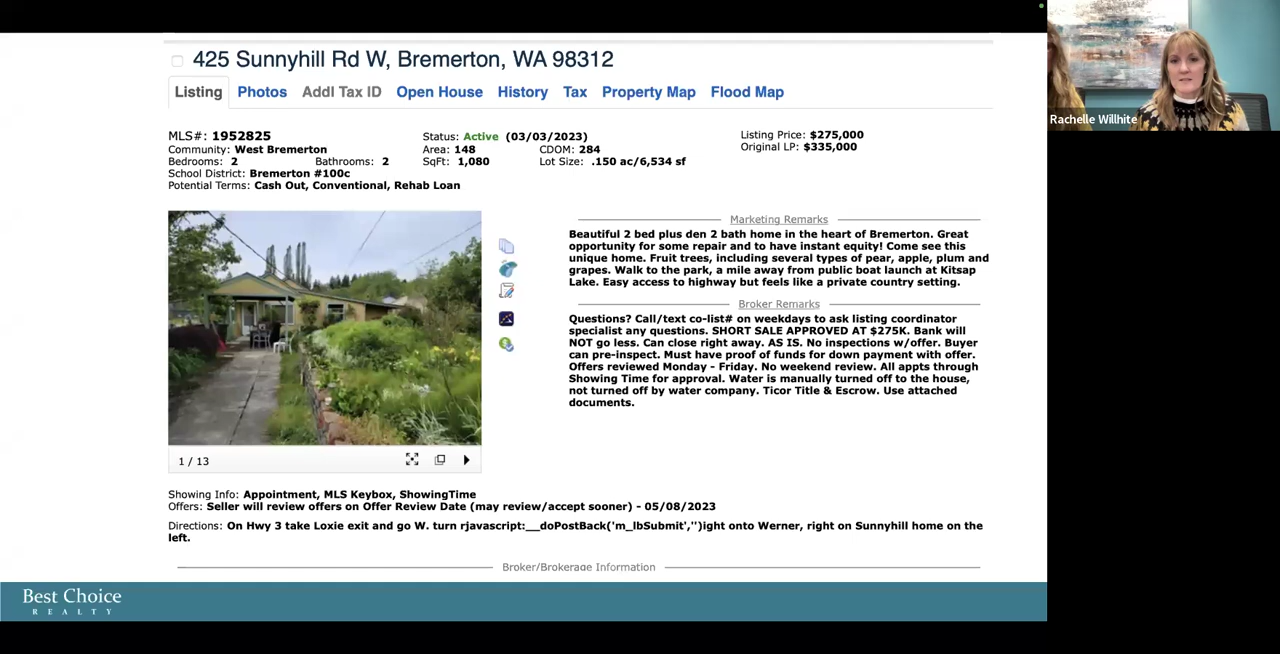 425 Sunnyhill Rd W, Bremerton, WA 98312
Listing Photos Addl Tax ID Open House History Tax Property Map Flood Map
MLS#: 1952825 Status: Active (03/03/2023) Listing Price: $275,000
Community: West Bremerton Area: 148 CDOM: 284 Original LP: $335,000
Bedrooms: 2 Bathrooms: 2 SqFt: 1,080 Lot Size: .150 ac/6,534 sf
School District: Bremerton #100c
Potential Terms: Cash Out, Conventional, Rehab Loan
Marketing Remarks
Beautiful 2 bed plus den 2 bath home in the heart of Bremerton. Great
opportunity for some repair and to have instant equity! Come see this
unique home. Fruit trees, including several types of pear, apple, plum and
grapes. Walk to the park, a mile away from public boat launch at Kitsap
Lake. Easy access to highway but feels like a private country setting.
Broker Remarks
Questions? Call/text co-list# on weekdays to ask listing coordinator
specialist any questions. SHORT SALE APPROVED AT $275K. Bank will
NOT go less. Can close right away. AS IS. No inspections w/offer. Buyer
can pre-inspect. Must have proof of funds for down payment with offer.
Offers reviewed Monday - Friday. No weekend review. All appts through
Showing Time for approval. Water is manually turned off to the house,
not turned off by water company. Ticor Title & Escrow. Use attached
documents.
1 / 13
Showing Info: Appointment, MLS Keybox, ShowingTime
Offers: Seller will review offers on Offer Review Date (may review/accept sooner) - 05/08/2023
Directions: On Hwy 3 take Loxie exit and go W. turn rjavascript:__doPostBack('m_lbSubmit','')ight onto Werner, right on Sunnyhill home on the
left.
Broker/Brokerage Information
Best Choice
REALTY
Rachelle Willhite